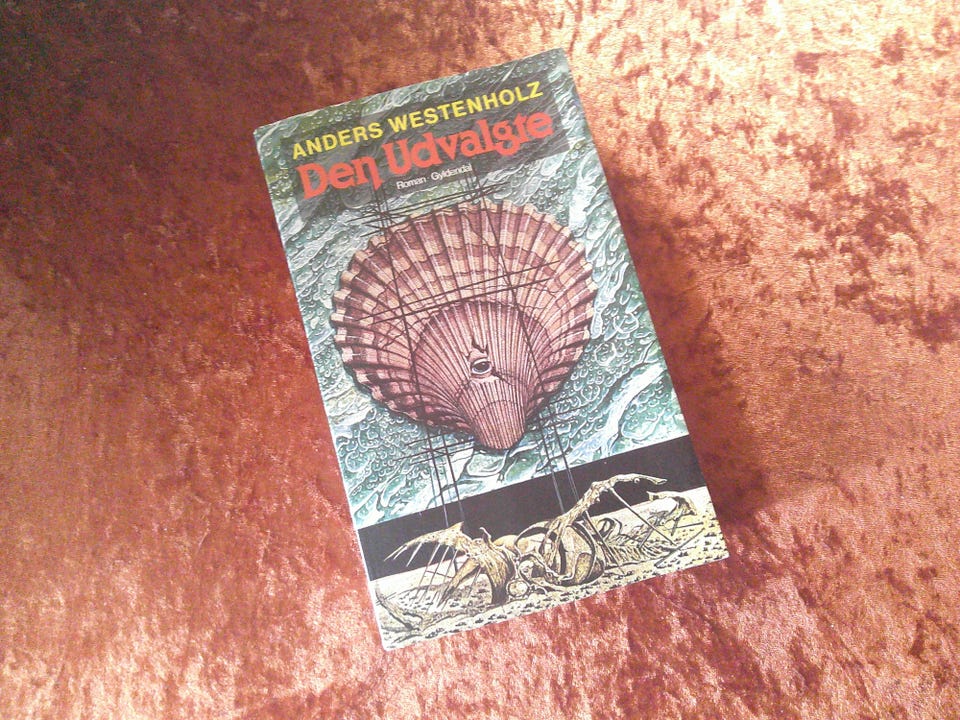 ANDERS WESTENHOLZ
Den Udvalgte
Roman · Gyldendal